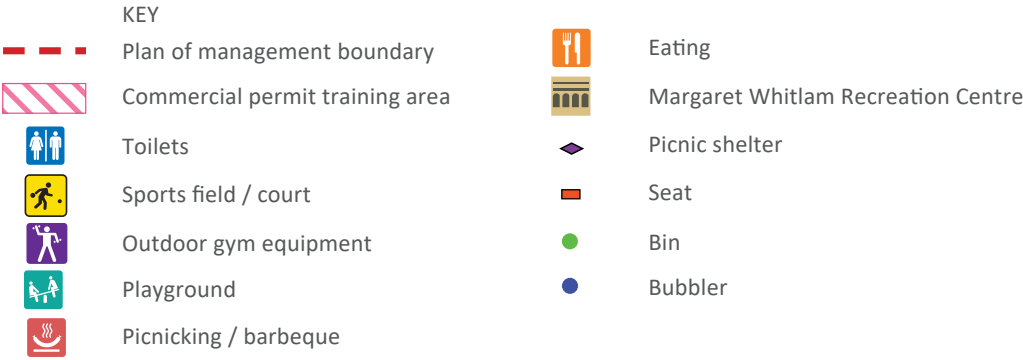 KEY
Plan of management boundary
Commercial permit training area
Toilets
Sports field / court
Outdoor gym equipment
Playground
Picnicking / barbeque
Eating
Margaret Whitlam Recreation Centre
Picnic shelter
Seat
Bin
Bubbler